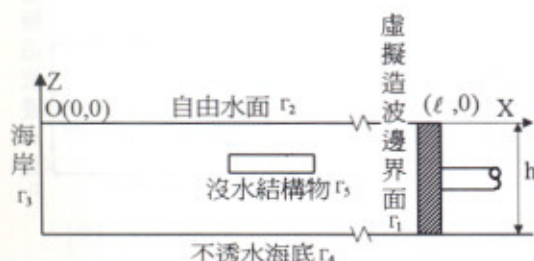 Z
O(0,0)
自由水面 Γ₂
虛擬造波邊界面 Γ₁
(ℓ ,0)
X
海岸 Γ₃
沒水結構物 Γ₅
h
不透水海底 Γ₄